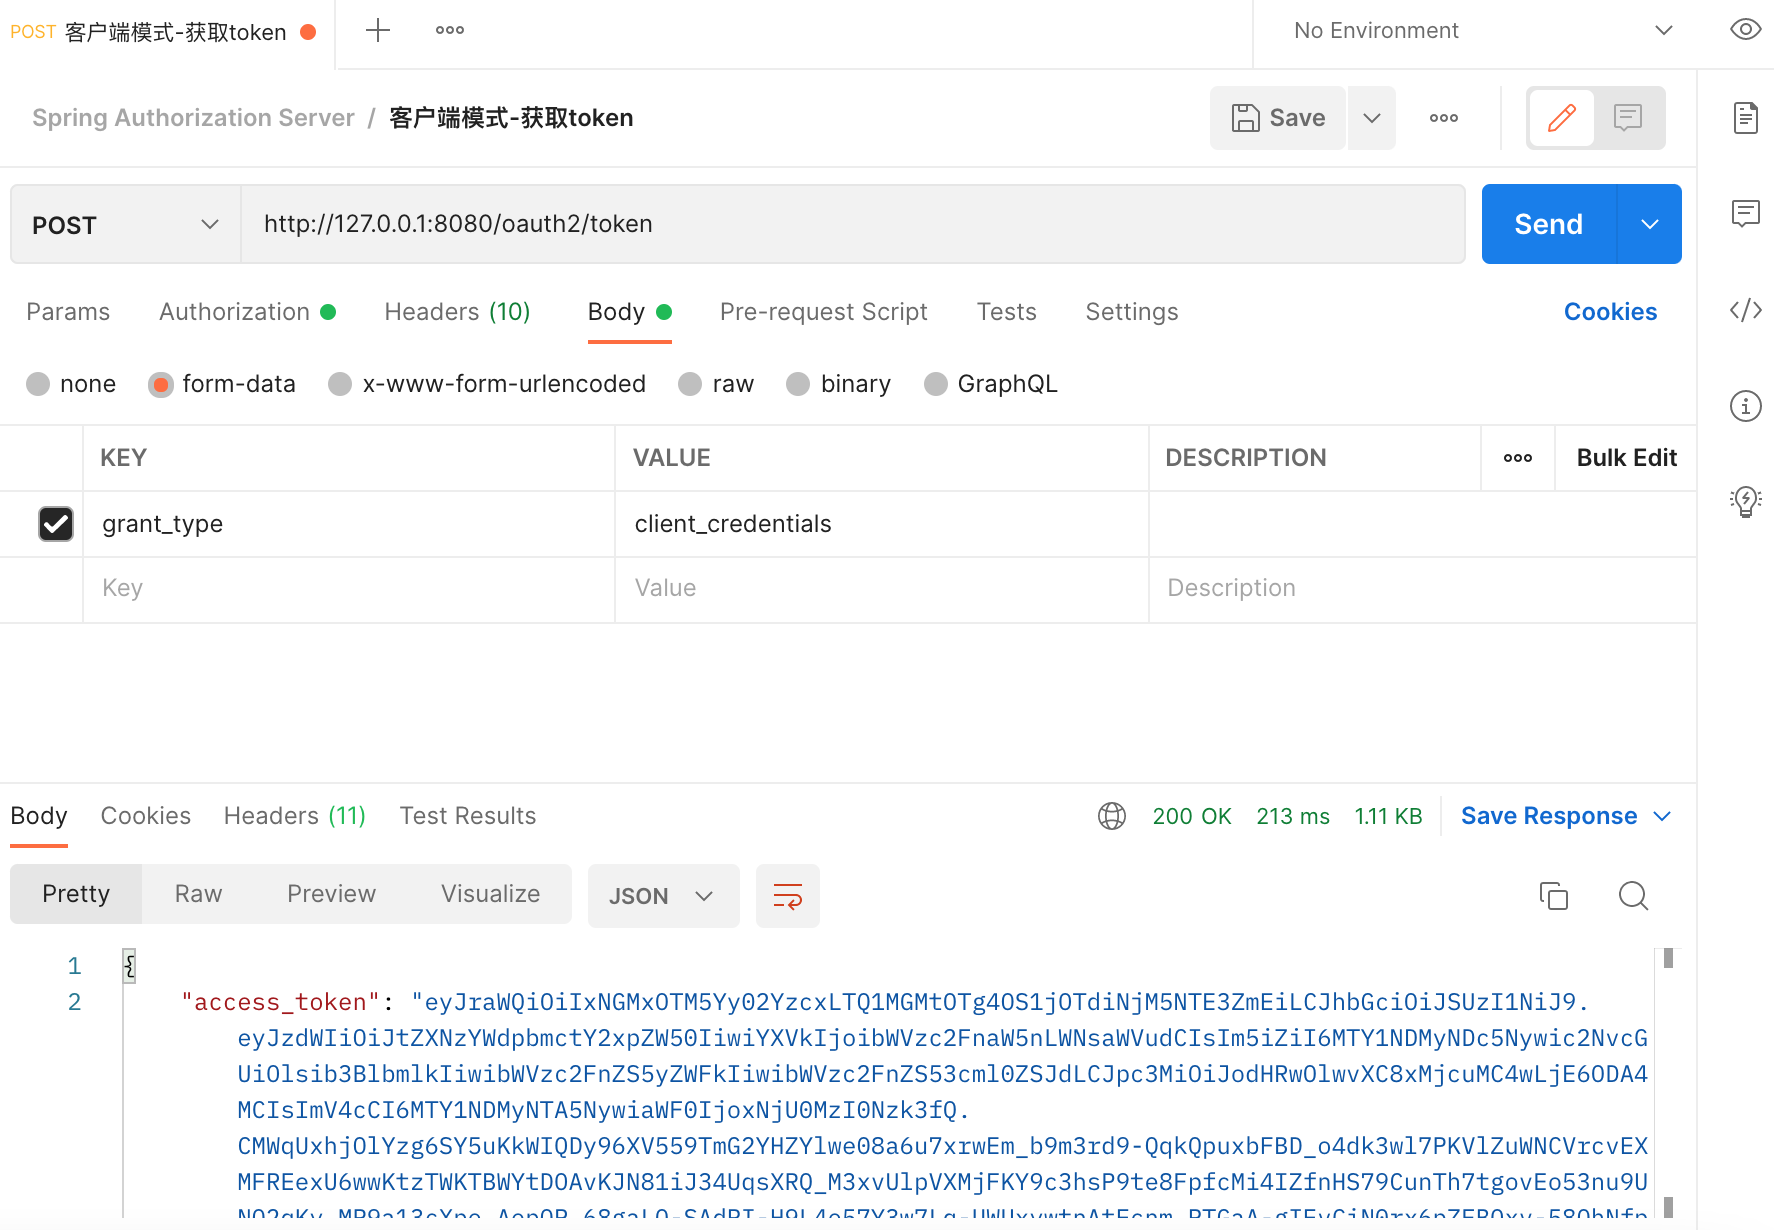 POST 客户端模式-获取token
No Environment
Spring Authorization Server / 客户端模式-获取token
Save
POST http://127.0.0.1:8080/oauth2/token Send
Params Authorization Headers (10) Body Pre-request Script Tests Settings Cookies
none form-data x-www-form-urlencoded raw binary GraphQL
KEY VALUE DESCRIPTION Bulk Edit
grant_type client_credentials
Key Value Description
Body Cookies Headers (11) Test Results 200 OK 213 ms 1.11 KB Save Response
Pretty Raw Preview Visualize JSON
1 {
2 "access_token": "eyJraWQiOiIxNGMxOTM5Yy02YzcxLTQ1MGMtOTg4OS1jOTdiNjM5NTE3ZmEiLCJhbGciOiJSUzI1NiJ9.
eyJzdWIiOiJtZXNzYWdpbmctY2xpZW50IiwiYXVkIjoibWVzc2FnaW5nLWNsaWVudCIsIm5iZiI6MTY1NDMyNDc5Nywic2NvcG
UiOlsib3BlbmlkIiwibWVzc2FnZS5yZWFkIiwibWVzc2FnZS53cml0ZSJdLCJpc3MiOiJodHRwOlwvXC8xMjcuMC4wLjE6ODA4
MCIsImV4cCI6MTY1NDMyNTA5NywiaWF0IjoxNjU0MzI0Nzk3fQ.
CMWqUxhjOlYzg6SY5uKkWIQDy96XV559TmG2YHZYlwe08a6u7xrwEm_b9m3rd9-QqkQpuxbFBD_o4dk3wl7PKVlZuWNCVrcvEX
MFREexU6wwKtzTWKTBWYtDOAvKJN81iJ34UqsXRQ_M3xvUlpVXMjFKY9c3hsP9te8FpfcMi4IZfnHS79CunTh7tgovEo53nu9U